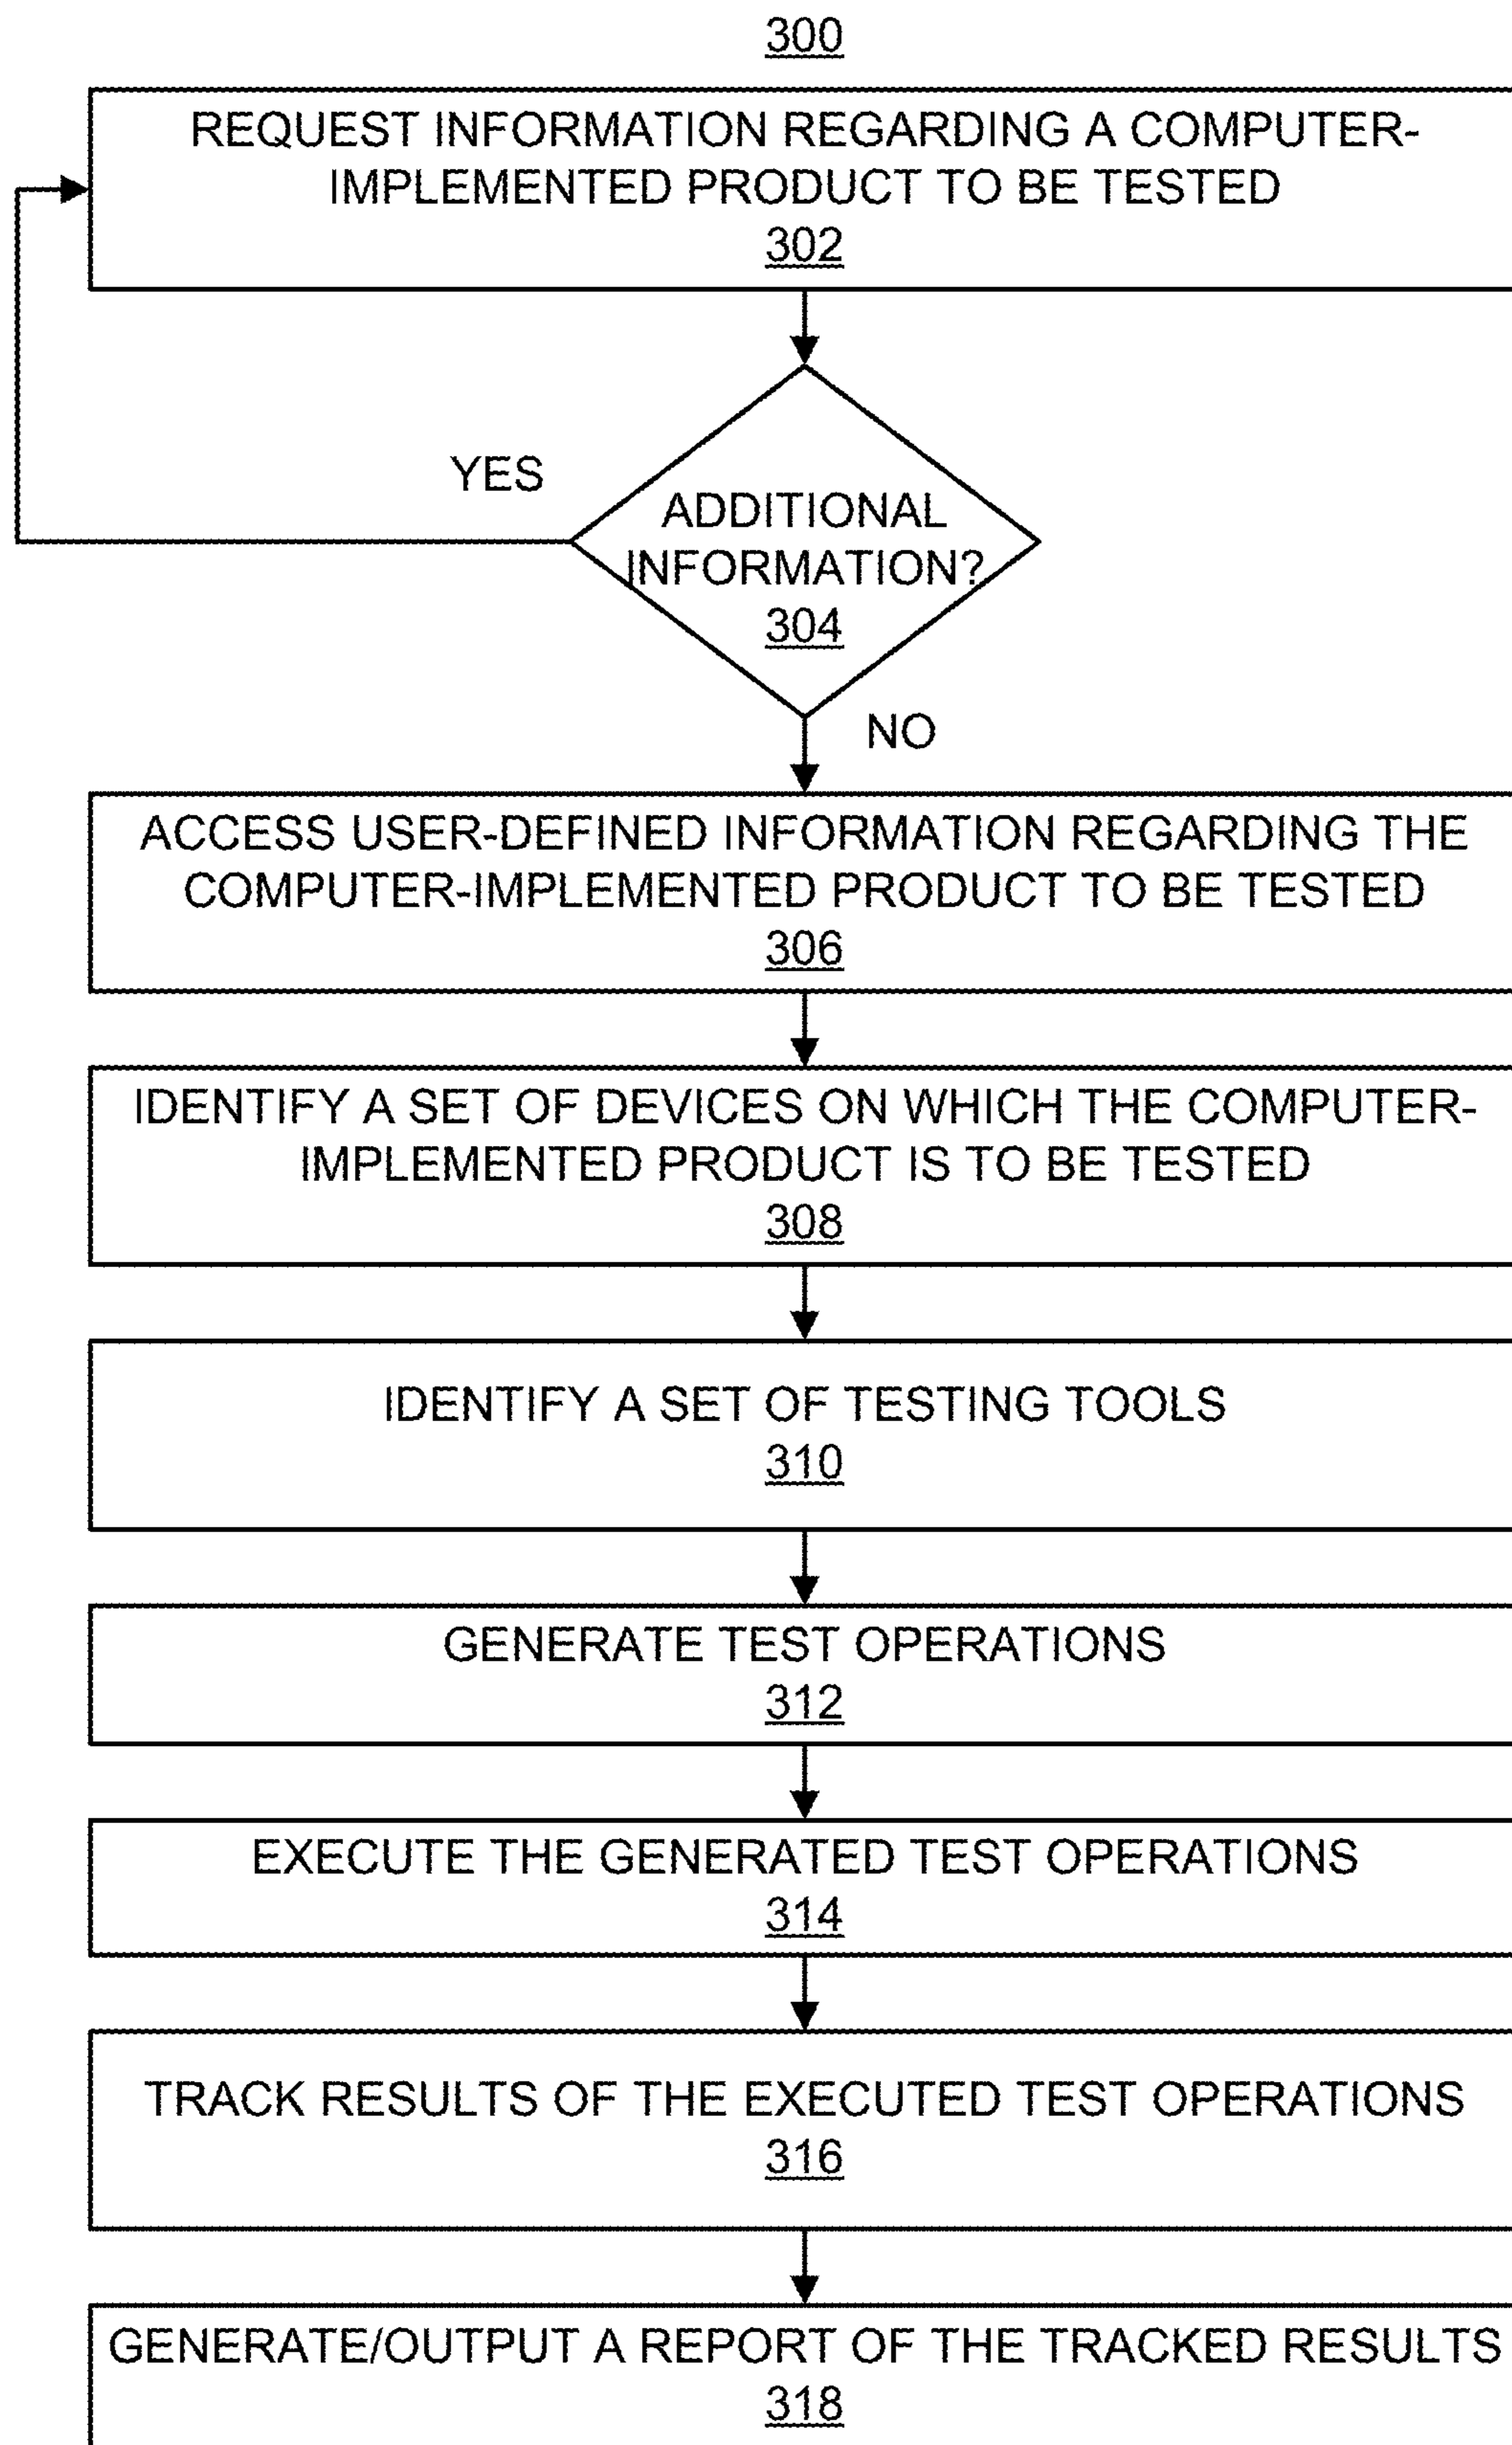 300
REQUEST INFORMATION REGARDING A COMPUTER-
IMPLEMENTED PRODUCT TO BE TESTED
302
YES
ADDITIONAL
INFORMATION?
304
NO
ACCESS USER-DEFINED INFORMATION REGARDING THE
COMPUTER-IMPLEMENTED PRODUCT TO BE TESTED
306
IDENTIFY A SET OF DEVICES ON WHICH THE COMPUTER-
IMPLEMENTED PRODUCT IS TO BE TESTED
308
IDENTIFY A SET OF TESTING TOOLS
310
GENERATE TEST OPERATIONS
312
EXECUTE THE GENERATED TEST OPERATIONS
314
TRACK RESULTS OF THE EXECUTED TEST OPERATIONS
316
GENERATE/OUTPUT A REPORT OF THE TRACKED RESULTS
318